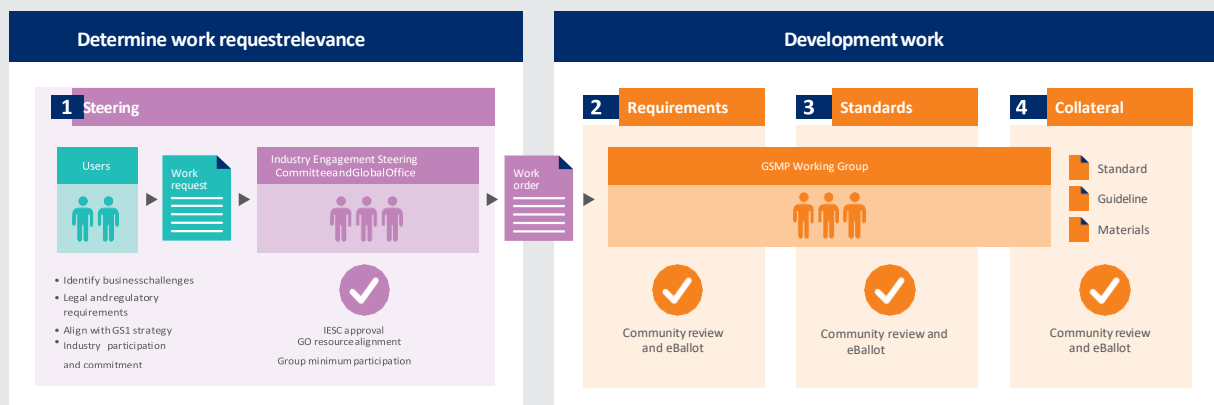 Determine work requestrelevance
Development work
1 Steering
2 Requirements
3 Standards
4 Collateral
Users
Work
request
Industry Engagement Steering
CommitteeandGlobalOffice
Work
order
GSMP Working Group
Standard
Guideline
Materials
• Identify businesschallenges
• Legal andregulatory
requirements
• Align with GS1 strategy
• Industry participation
and commitment
IESC approval
GO resourcealignment
Group minimum participation
Community review
and eBallot
Community review and
eBallot
Community review
and eBallot